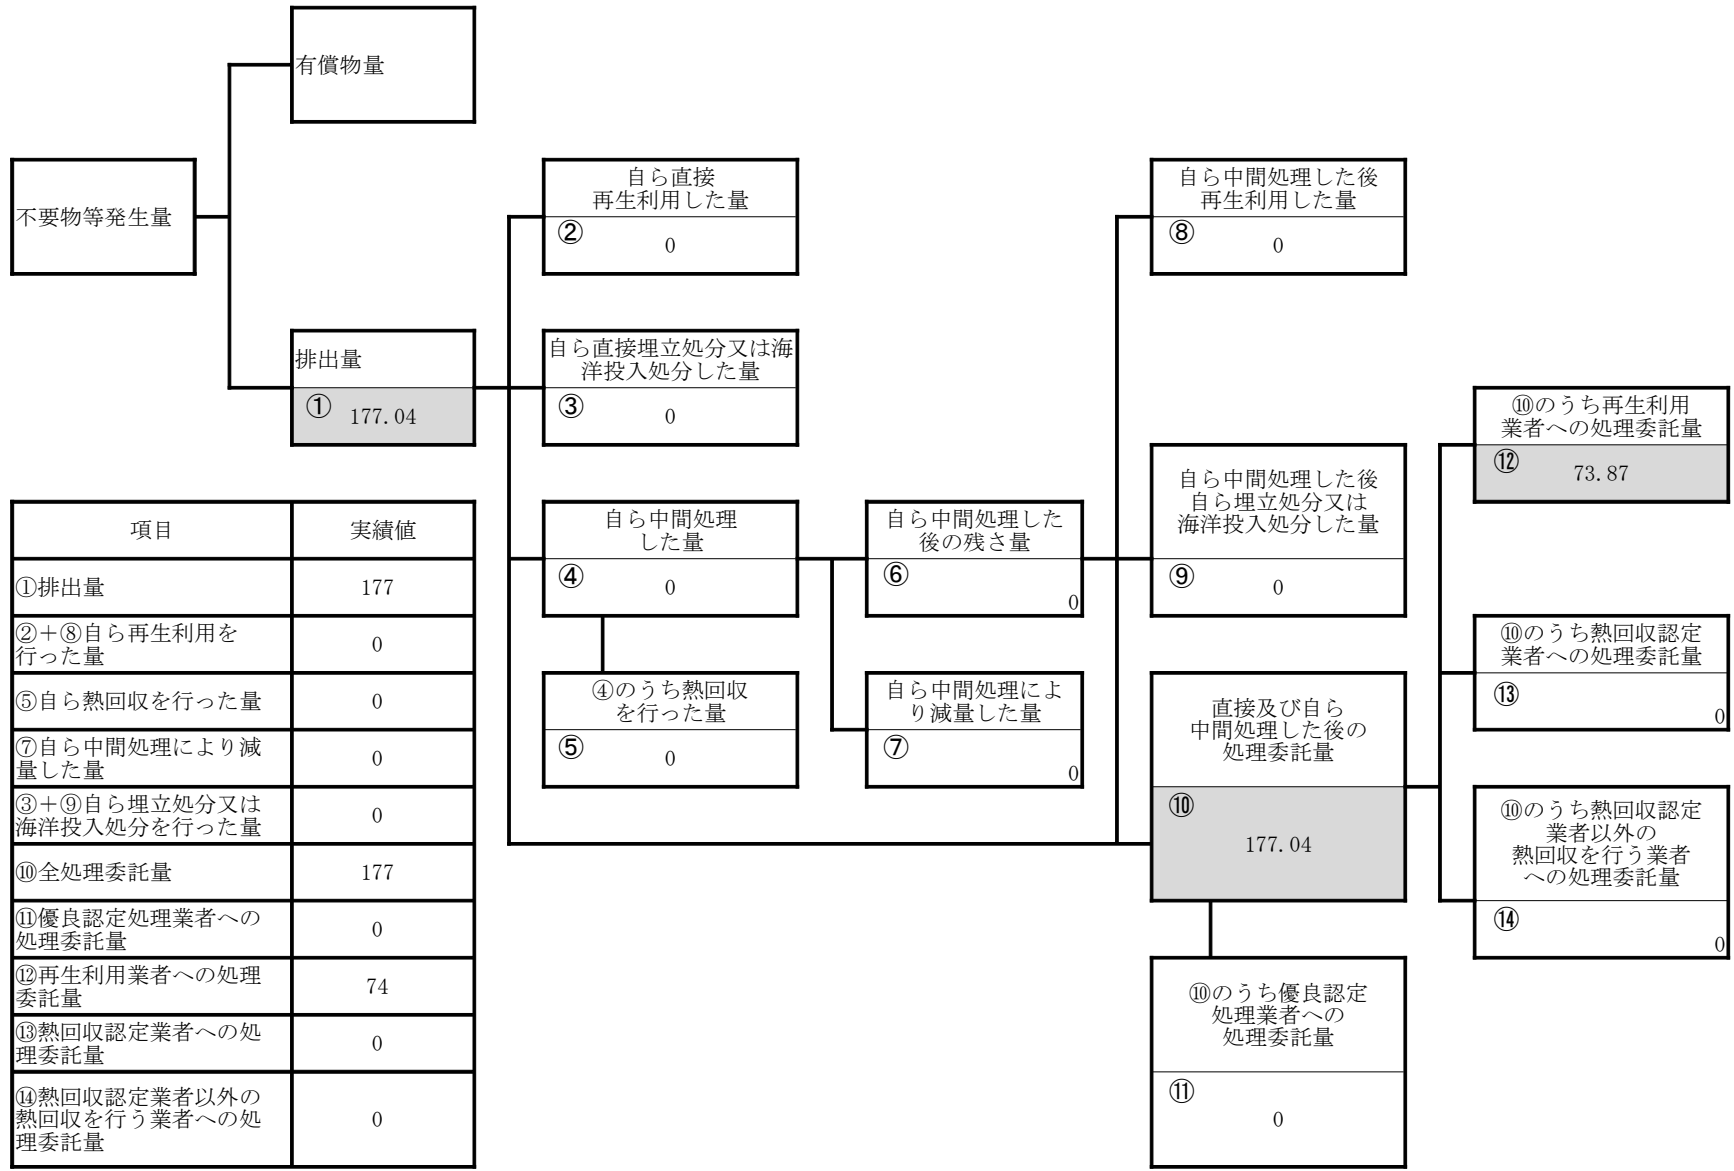 有償物量
不要物等発生量
自ら直接
再生利用した量
②
0
自ら中間処理した後
再生利用した量
⑧
0
排出量
①
177.04
自ら直接埋立処分又は海
洋投入処分した量
③
0
⑩のうち再生利用
業者への処理委託量
⑫
73.87
自ら中間処理
した量
④
0
自ら中間処理した
後の残さ量
⑥
0
自ら中間処理した後
自ら埋立処分又は
海洋投入処分した量
⑨
0
⑩のうち熱回収認定
業者への処理委託量
⑬
0
④のうち熱回収
を行った量
⑤
0
自ら中間処理によ
り減量した量
⑦
0
直接及び自ら
中間処理した後の
処理委託量
⑩
177.04
⑩のうち熱回収認定
業者以外の
熱回収を行う業者
への処理委託量
⑭
0
⑩のうち優良認定
処理業者への
処理委託量
⑪
0
項目 実績値
①排出量 177
②＋⑧自ら再生利用を
行った量 0
⑤自ら熱回収を行った量 0
⑦自ら中間処理により減
量した量 0
③＋⑨自ら埋立処分又は
海洋投入処分を行った量 0
⑩全処理委託量 177
⑪優良認定処理業者への
処理委託量 0
⑫再生利用業者への処理
委託量 74
⑬熱回収認定業者への処
理委託量 0
⑭熱回収認定業者以外の
熱回収を行う業者への処
理委託量 0